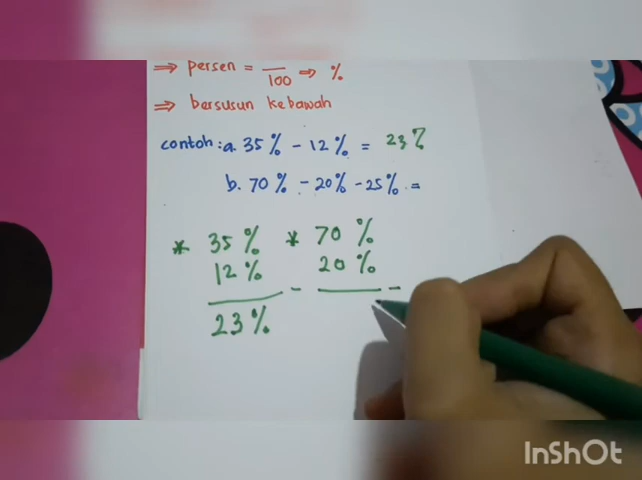 ⇒ persen = — 100 ⇒ %
⇒ bersusun kebawah
contoh : a. 35% - 12% = 23%
b. 70% - 20% - 25% =
* 35% * 70%
12% 20%
- -
23%
InShOt